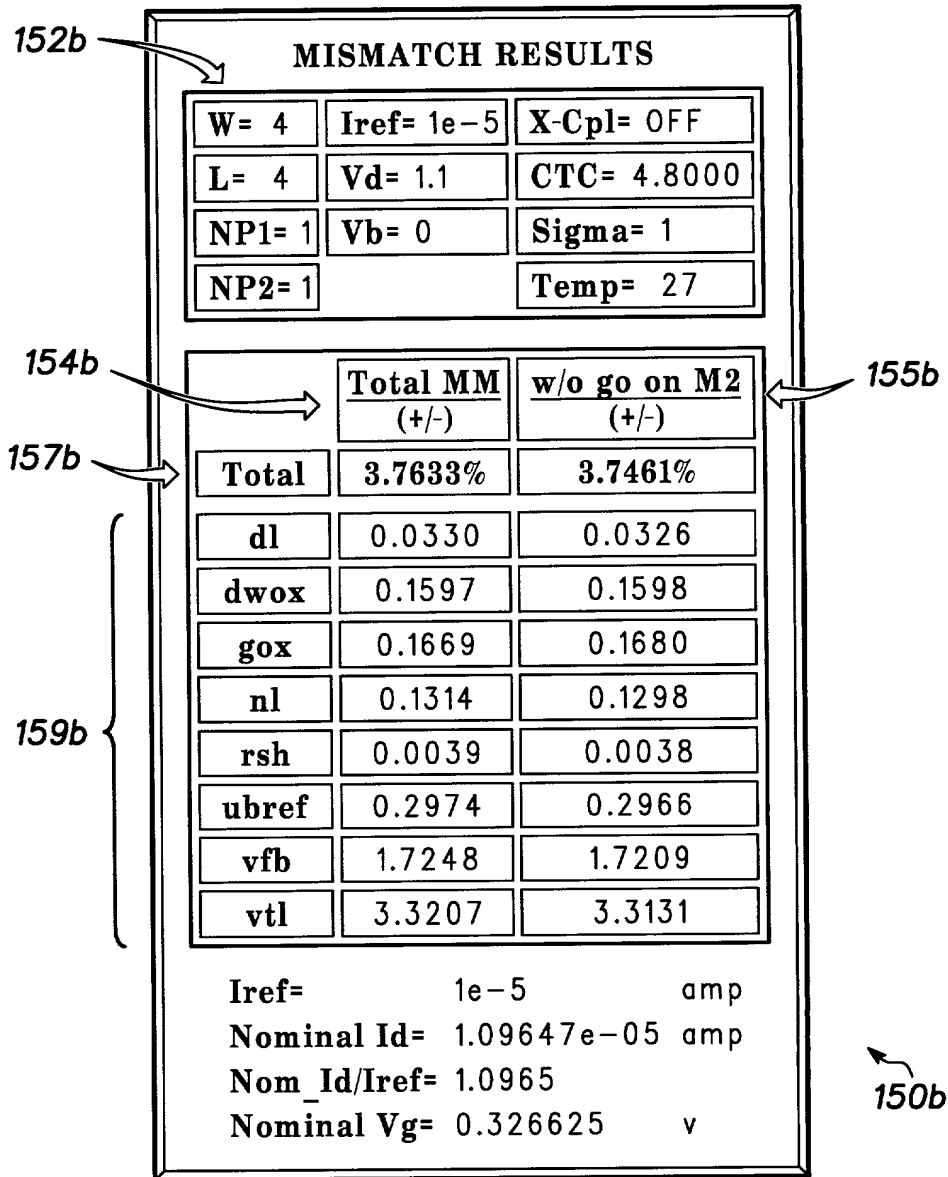 152b
MISMATCH RESULTS
W= 4 Iref= 1e-5 X-Cpl= OFF
L= 4 Vd= 1.1 CTC= 4.8000
NP1= 1 Vb= 0 Sigma= 1
NP2= 1 Temp= 27
154b
155b
Total MM w/o go on M2
(+/-) (+/-)
157b
Total 3.7633% 3.7461%
dl 0.0330 0.0326
dwox 0.1597 0.1598
gox 0.1669 0.1680
nl 0.1314 0.1298
159b
rsh 0.0039 0.0038
ubref 0.2974 0.2966
vfb 1.7248 1.7209
vtl 3.3207 3.3131
Iref= 1e-5 amp
Nominal Id= 1.09647e-05 amp
Nom_Id/Iref= 1.0965
Nominal Vg= 0.326625 v
150b